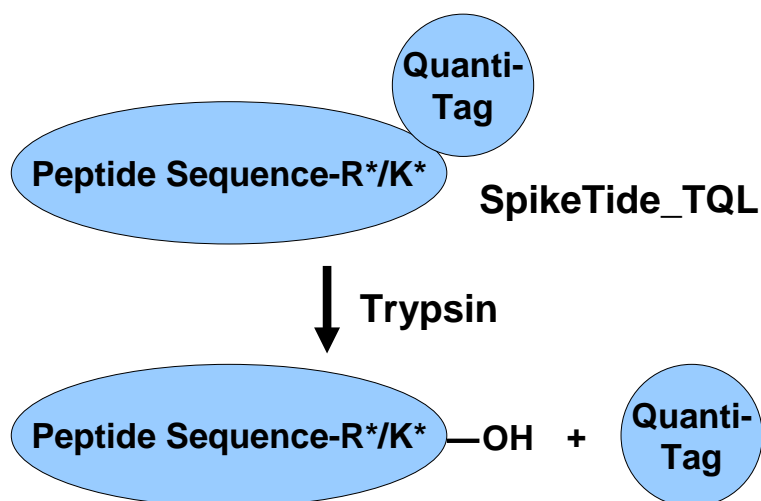 Quanti-
Tag
Peptide Sequence-R*/K*
SpikeTide_TQL
Trypsin
Peptide Sequence-R*/K* —OH + Quanti-
Tag